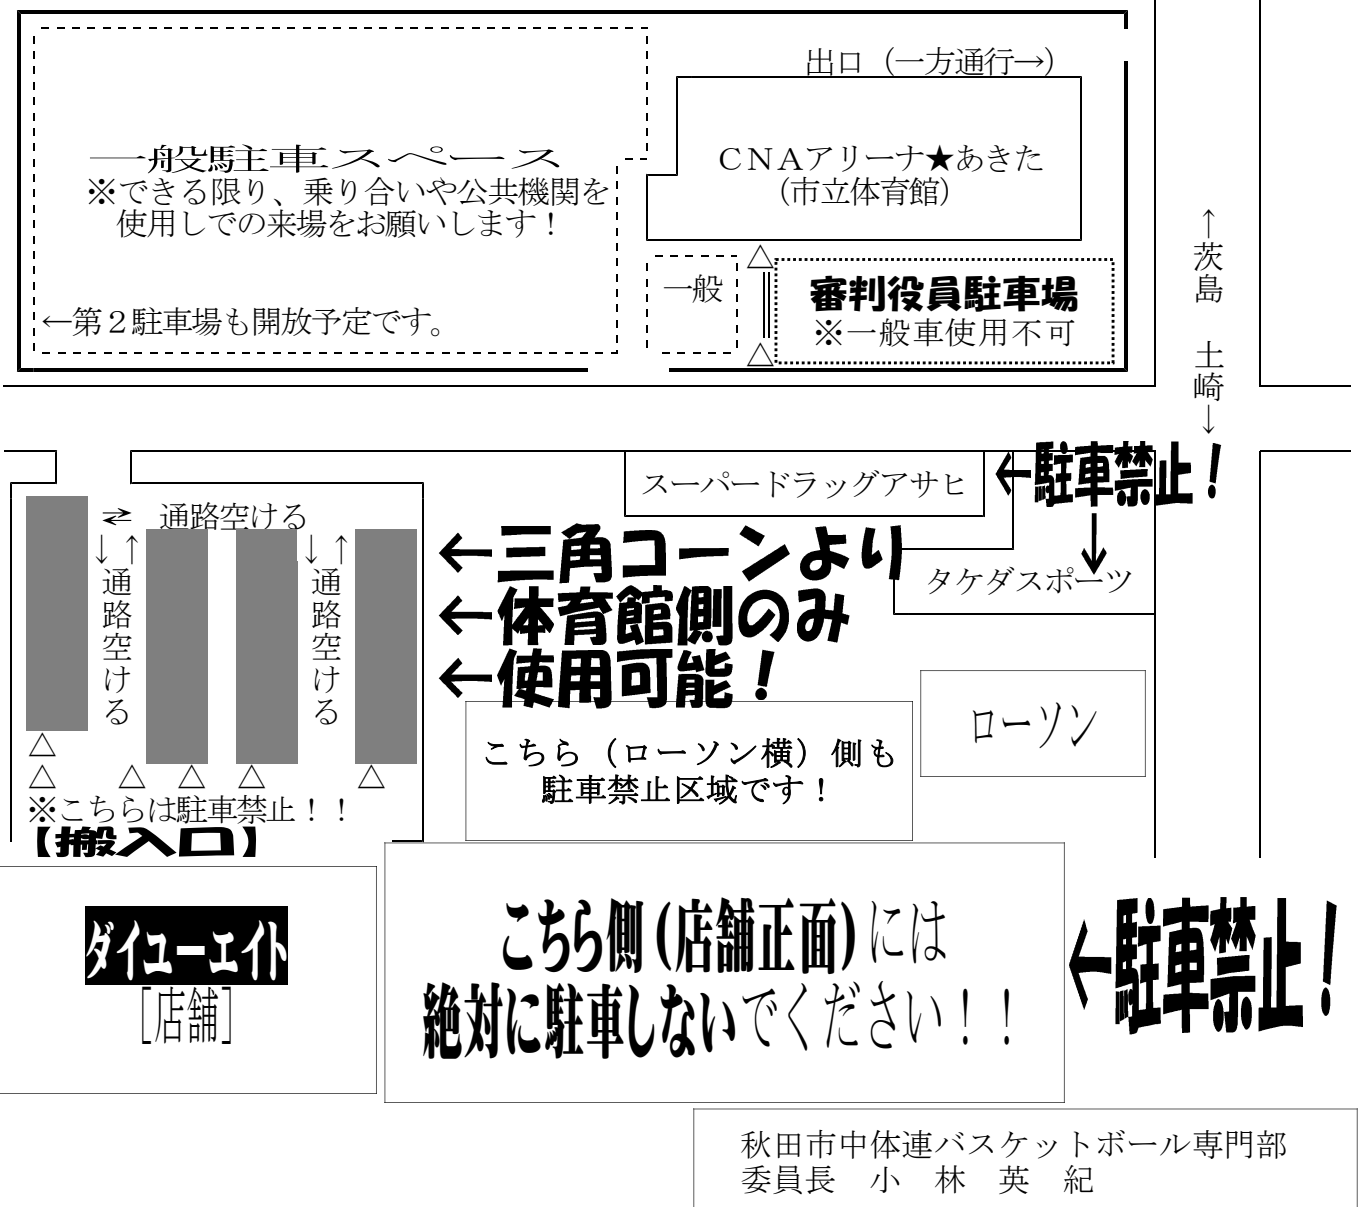 出口（一方通行→）
一般駐車スペース
※できる限り、乗り合いや公共機関を
使用しでの来場をお願いします！
←第２駐車場も開放予定です。
ＣＮＡアリーナ★あきた
（市立体育館）
一般
△
△
審判役員駐車場
※一般車使用不可
↑茨島　土崎↓
スーパードラッグアサヒ
←駐車禁止！
↓
タケダスポーツ
⇄　通路空ける
↓↑
通路空ける
↓↑
通路空ける
←三角コーンより
←体育館側のみ
←使用可能！
ローソン
こちら（ローソン横）側も
駐車禁止区域です！
△
△　△　△　△　△
※こちらは駐車禁止！！
【搬入口】
ダイユーエイト
［店舗］
こちら側(店舗正面)には
絶対に駐車しないでください！！
←駐車禁止！
秋田市中体連バスケットボール専門部
委員長　小　林　英　紀